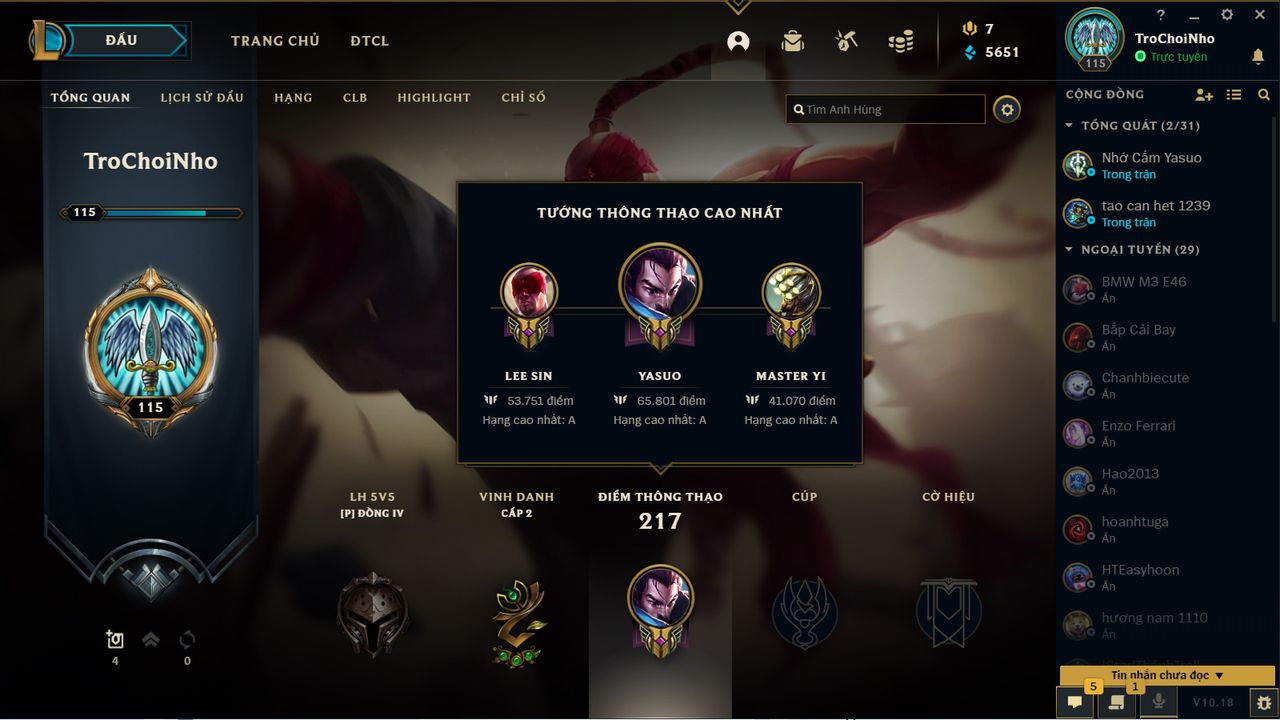 ĐẤU
TRANG CHỦ
ĐTCL
7
5651
?
TroChoiNho
115
Trực tuyến
TỔNG QUAN
LỊCH SỬ ĐẤU
HẠNG
CLB
HIGHLIGHT
CHỈ SỐ
Tìm Anh Hùng
TroChoiNho
115
115
4
0
TƯỚNG THÔNG THẠO CAO NHẤT
LEE SIN
53.751 điểm
Hạng cao nhất: A
YASUO
65.801 điểm
Hạng cao nhất: A
MASTER YI
41.070 điểm
Hạng cao nhất: A
LH 5V5
[P] ĐỒNG IV
VINH DANH
CẤP 2
ĐIỂM THÔNG THẠO
217
CÚP
CỜ HIỆU
CỘNG ĐỒNG
TỔNG QUÁT (2/31)
Nhớ Cắm Yasuo
Trong trận
tao can het 1239
Trong trận
NGOẠI TUYẾN (29)
BMW M3 E46
Ẩn
Bắp Cải Bay
Ẩn
Chanhbiecute
Ẩn
Enzo Ferrari
Ẩn
Hao2013
Ẩn
hoanhtuga
Ẩn
HTEasyhoon
Ẩn
hương nam 1110
Ẩn
Tin nhắn chưa đọc
5
1
V10.18